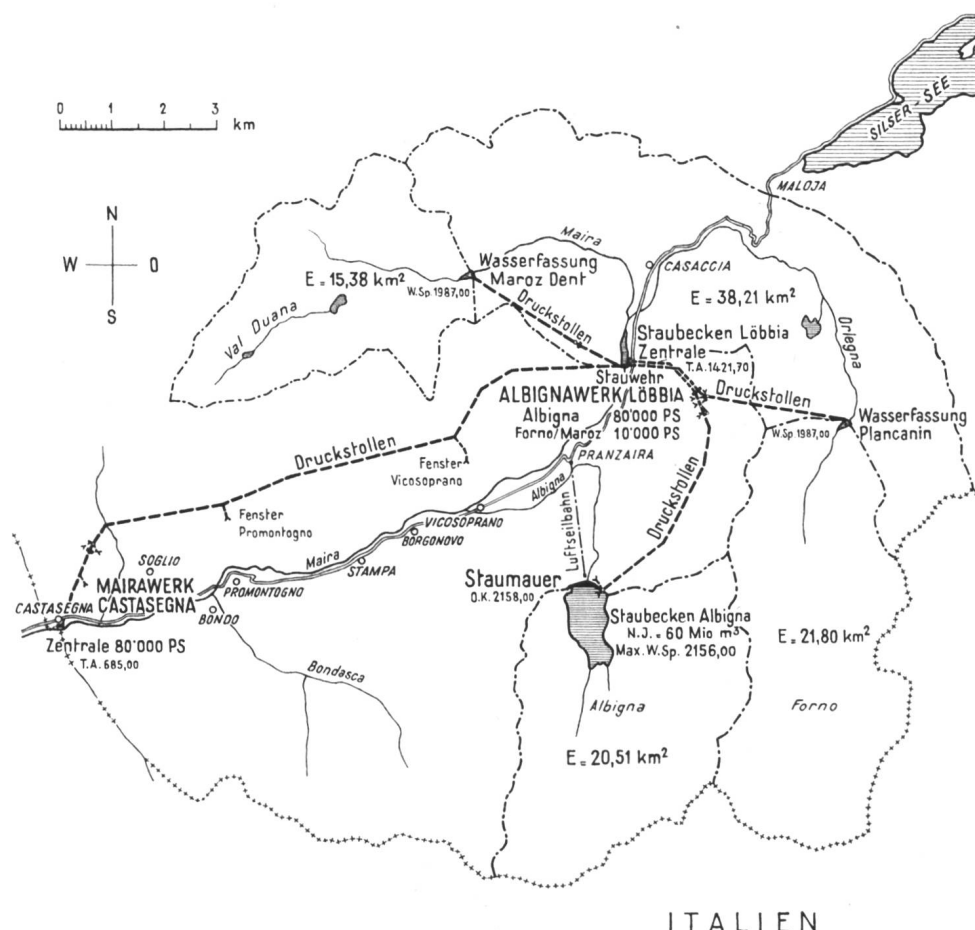 0 1 2 3
km
N
W O
S
SILSER-SEE
MALOJA
Maira
CASACCIA
Wasserfassung
Maroz Dent
W.Sp.1987,00
E = 15,38 km²
Val Duana
Druckstollen
E = 38,21 km²
Orlegna
Staubecken Löbbia
Zentrale
T.A.1421,70
Stauwehr
ALBIGNAWERK LÖBBIA
Albigna 80'000 PS
Forno/Maroz 10'000 PS
Druckstollen
Wasserfassung
Plancanin
W.Sp.1987,00
PRANZAIRA
Druckstollen
Fenster
Vicosoprano
Druckstollen
Albigna
Luftseilbahn
Fenster
Promontogno
VICOSOPRANO
BORGONOVO
Maira
STAMPA
SOGLIO
MAIRAWERK
CASTASEGNA
PROMONTOGNO
CASTASEGNA
BONDO
Zentrale 80'000 PS
T.A.685,00
Bondasca
Staumauer
O.K. 2158,00
Staubecken Albigna
N.J. = 60 Mio m³
Max.W.Sp. 2156,00
E = 21,80 km²
Albigna
Forno
E = 20,51 km²
ITALIEN